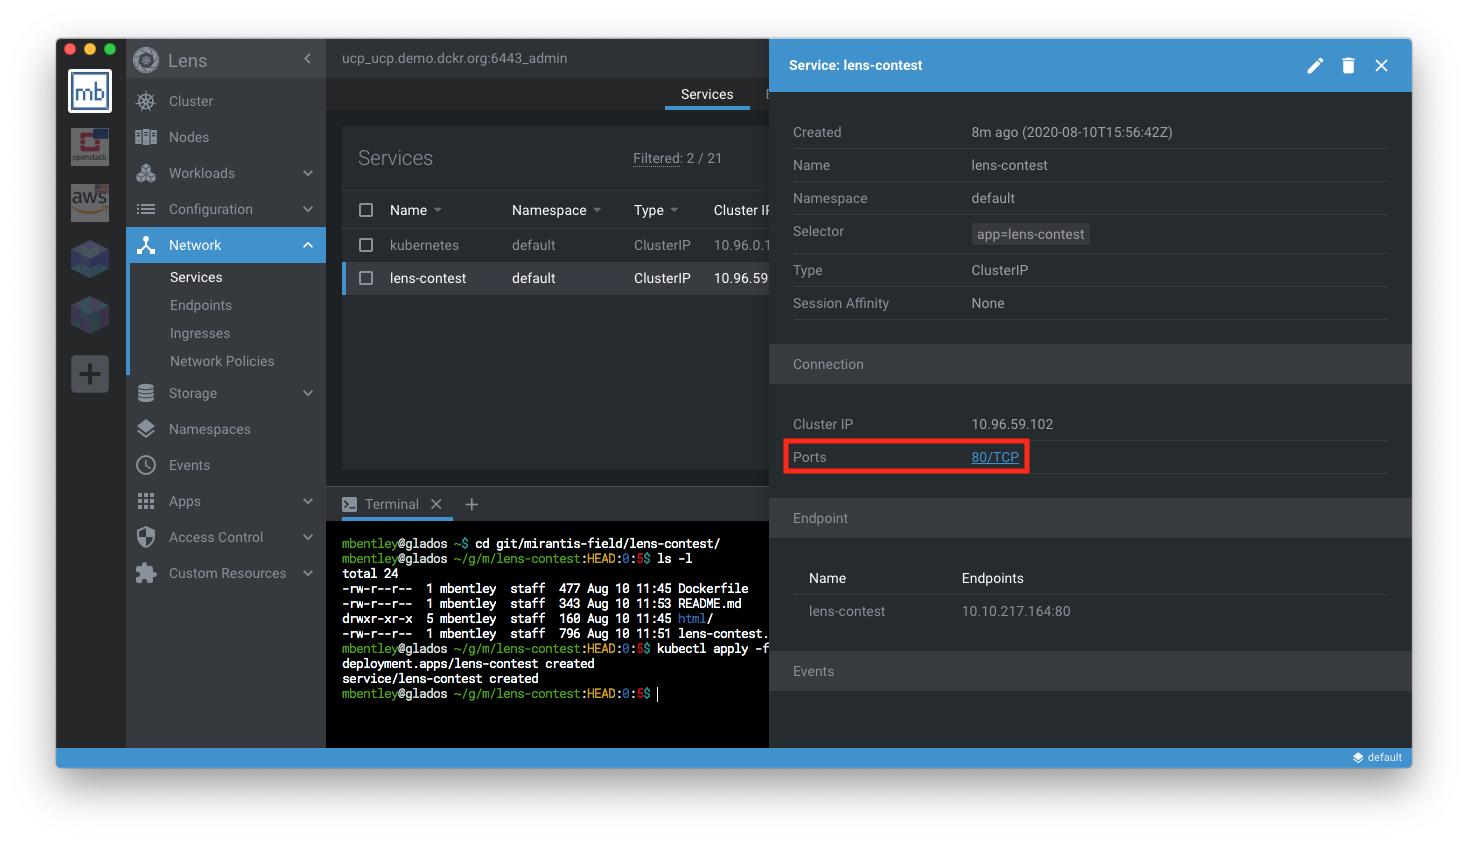 mb
openstack
aws
Lens
Cluster
Nodes
Workloads
Configuration
Network
Services
Endpoints
Ingresses
Network Policies
Storage
Namespaces
Events
Apps
Access Control
Custom Resources
ucp_ucp.demo.dckr.org:6443_admin
Services
Services
Filtered: 2 / 21
Name Namespace Type Cluster IP
kubernetes default ClusterIP 10.96.0.1
lens-contest default ClusterIP 10.96.59
Terminal
mbentley@glados ~$ cd git/mirantis-field/lens-contest/
mbentley@glados ~/g/m/lens-contest:HEAD:0:5$ ls -l
total 24
-rw-r--r-- 1 mbentley staff 477 Aug 10 11:45 Dockerfile
-rw-r--r-- 1 mbentley staff 343 Aug 10 11:53 README.md
drwxr-xr-x 5 mbentley staff 160 Aug 10 11:45 html/
-rw-r--r-- 1 mbentley staff 796 Aug 10 11:51 lens-contest.
mbentley@glados ~/g/m/lens-contest:HEAD:0:5$ kubectl apply -f
deployment.apps/lens-contest created
service/lens-contest created
mbentley@glados ~/g/m/lens-contest:HEAD:0:5$
Service: lens-contest
Created 8m ago (2020-08-10T15:56:42Z)
Name lens-contest
Namespace default
Selector app=lens-contest
Type ClusterIP
Session Affinity None
Connection
Cluster IP 10.96.59.102
Ports 80/TCP
Endpoint
Name Endpoints
lens-contest 10.10.217.164:80
Events
default